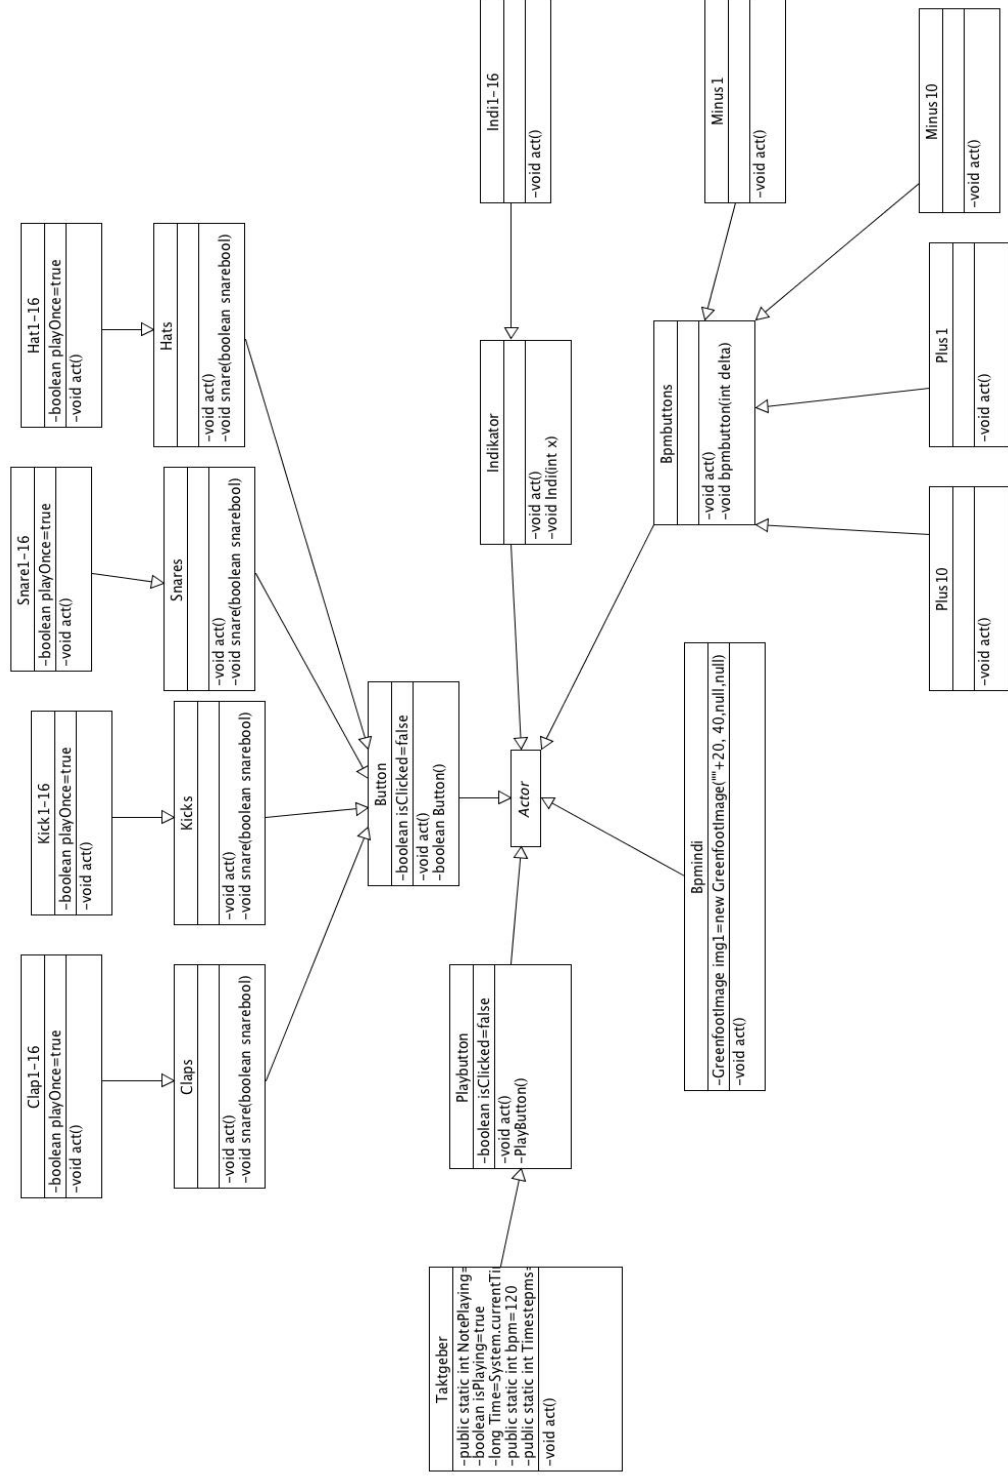 Clap1-16
-boolean playOnce=true
-void act()
Kick1-16
-boolean playOnce=true
-void act()
Snare1-16
-boolean playOnce=true
-void act()
Hat1-16
-boolean playOnce=true
-void act()
Claps
-void act()
-void snare(boolean snarebool)
Kicks
-void act()
-void snare(boolean snarebool)
Snares
-void act()
-void snare(boolean snarebool)
Hats
-void act()
-void snare(boolean snarebool)
Button
-boolean isClicked=false
-void act()
-boolean Button()
Taktgeber
-public static int NotePlaying=
-boolean isPlaying=true
-long Time=System.currentTi
-public static int bpm=120
-public static int Timestepms=
-void act()
Playbutton
-boolean isClicked=false
-void act()
-PlayButton()
Actor
Indikator
-void act()
-void Indi(int x)
Indi1-16
-void act()
Bpmindi
-GreenfootImage img1=new GreenfootImage(""+20, 40,null,null)
-void act()
Bpmbuttons
-void act()
-void bpmbutton(int delta)
Minus1
-void act()
Plus10
-void act()
Plus1
-void act()
Minus10
-void act()